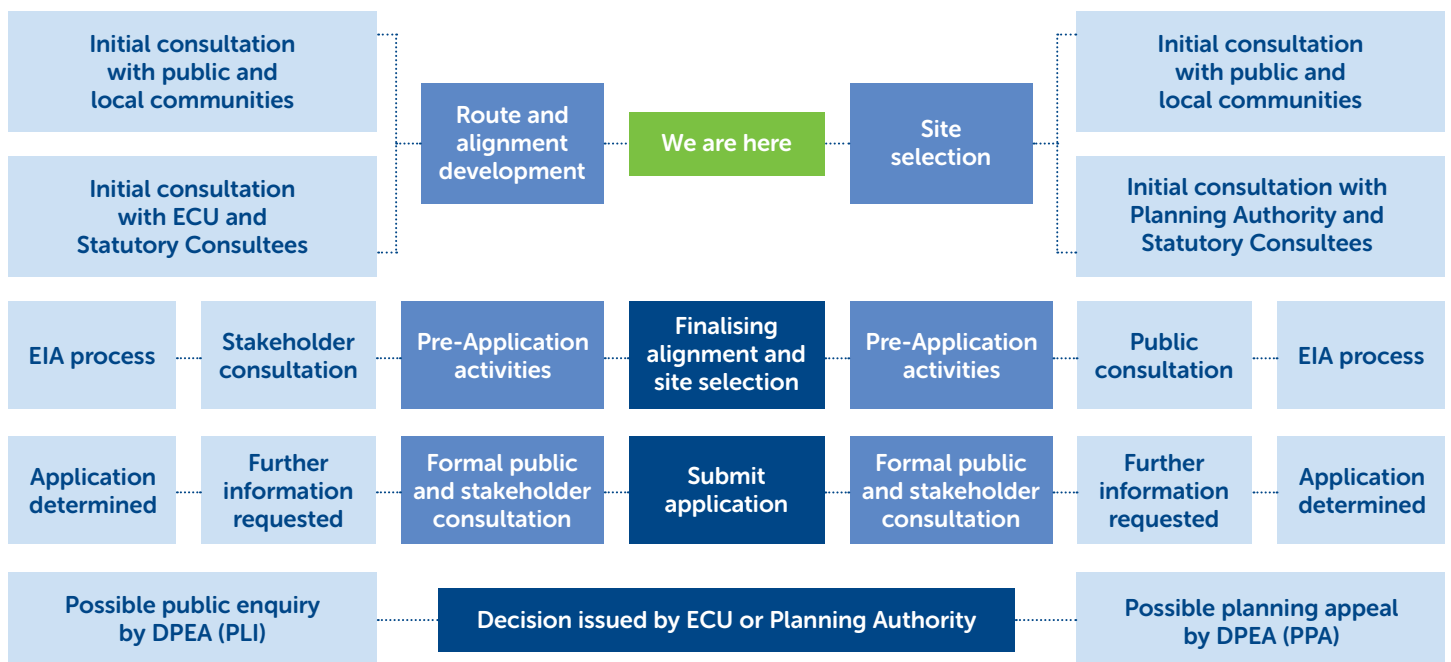 Initial consultation
with public and
local communities
Initial consultation
with ECU and
Statutory Consultees
Route and
alignment
development
We are here
Site
selection
Initial consultation
with public and
local communities
Initial consultation with
Planning Authority and
Statutory Consultees
EIA process
Stakeholder
consultation
Pre-Application
activities
Finalising
alignment and
site selection
Pre-Application
activities
Public
consultation
EIA process
Application
determined
Further
information
requested
Formal public
and stakeholder
consultation
Submit
application
Formal public
and stakeholder
consultation
Further
information
requested
Application
determined
Possible public enquiry
by DPEA (PLI)
Decision issued by ECU or Planning Authority
Possible planning appeal
by DPEA (PPA)